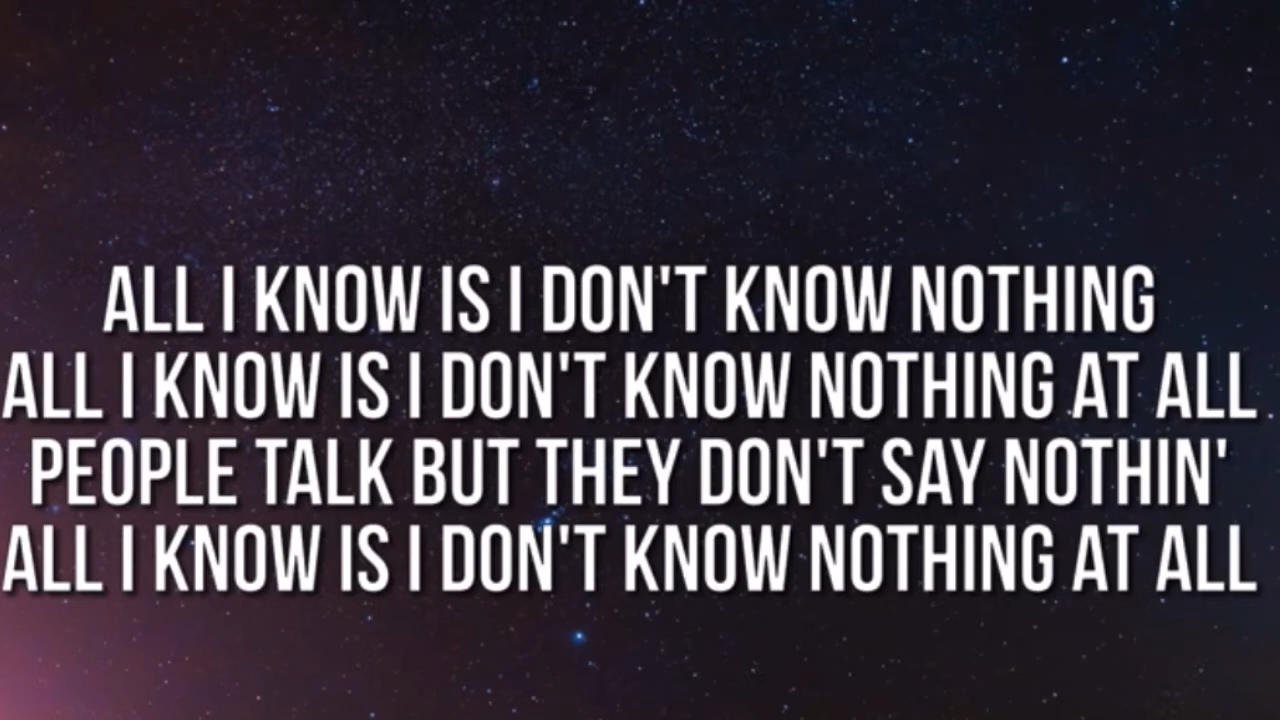 ALL I KNOW IS I DON'T KNOW NOTHING
ALL I KNOW IS I DON'T KNOW NOTHING AT ALL
PEOPLE TALK BUT THEY DON'T SAY NOTHIN'
ALL I KNOW IS I DON'T KNOW NOTHING AT ALL